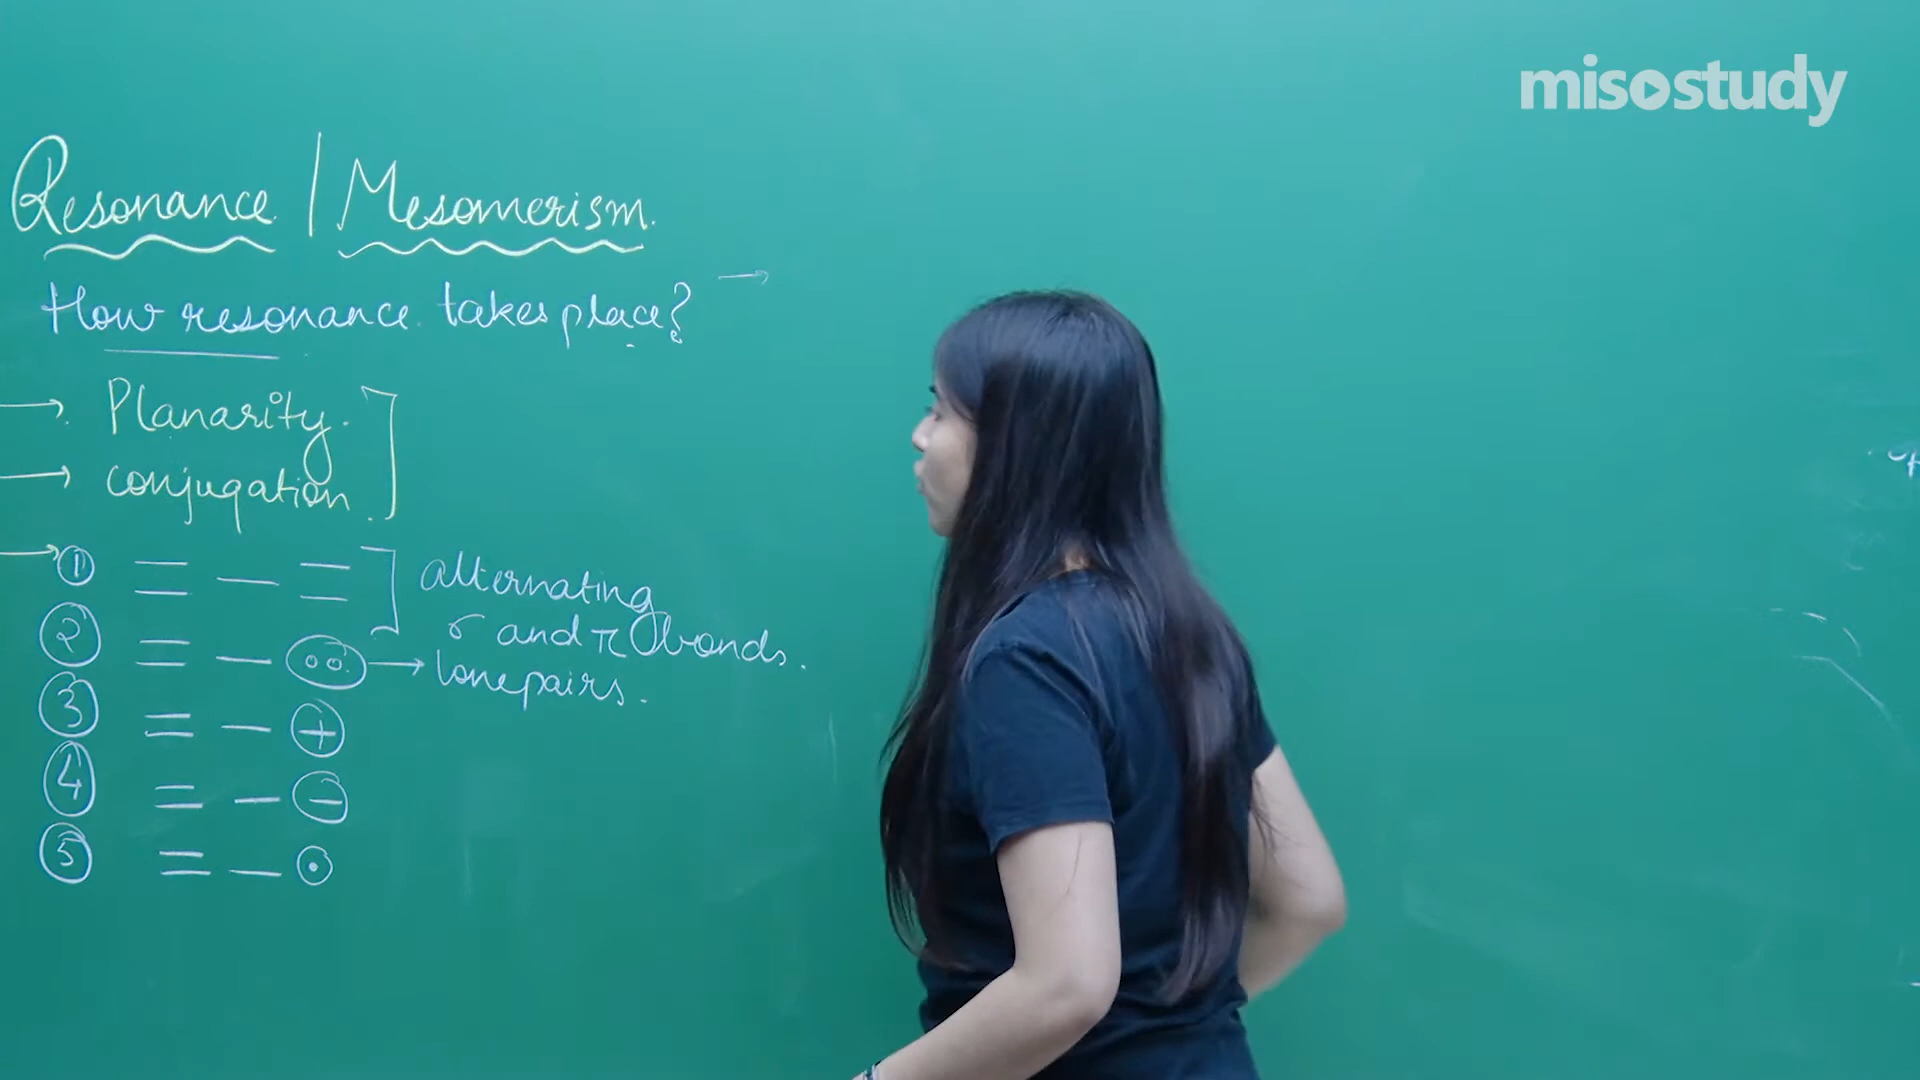 misostudy
Resonance | Mesomerism.
How resonance takes place? →
→ Planarity.
→ conjugation
→ ① = — = ] alternating
σ and π bonds.
② = — (••) → lone pairs.
③ = — ⊕
④ = — ⊖
⑤ = — ⊙